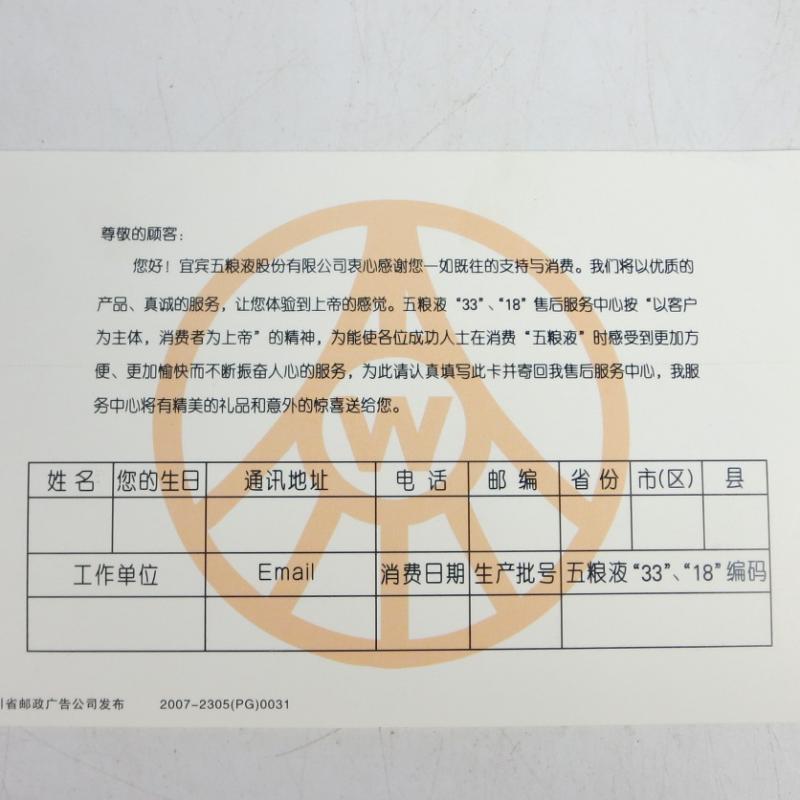 尊敬的顾客：
您好！宜宾五粮液股份有限公司衷心感谢您一如既往的支持与消费。我们将以优质的
产品、真诚的服务，让您体验到上帝的感觉。五粮液“33”、“18”售后服务中心按“以客户
为主体，消费者为上帝”的精神，为能使各位成功人士在消费“五粮液”时感受到更加方
便、更加愉快而不断振奋人心的服务，为此请认真填写此卡并寄回我售后服务中心，我服
务中心将有精美的礼品和意外的惊喜送给您。
W
姓名 您的生日 通讯地址 电话 邮编 省份 市(区) 县
工作单位 Email 消费日期 生产批号 五粮液“33”、“18”编码
省邮政广告公司发布 2007-2305(PG)0031